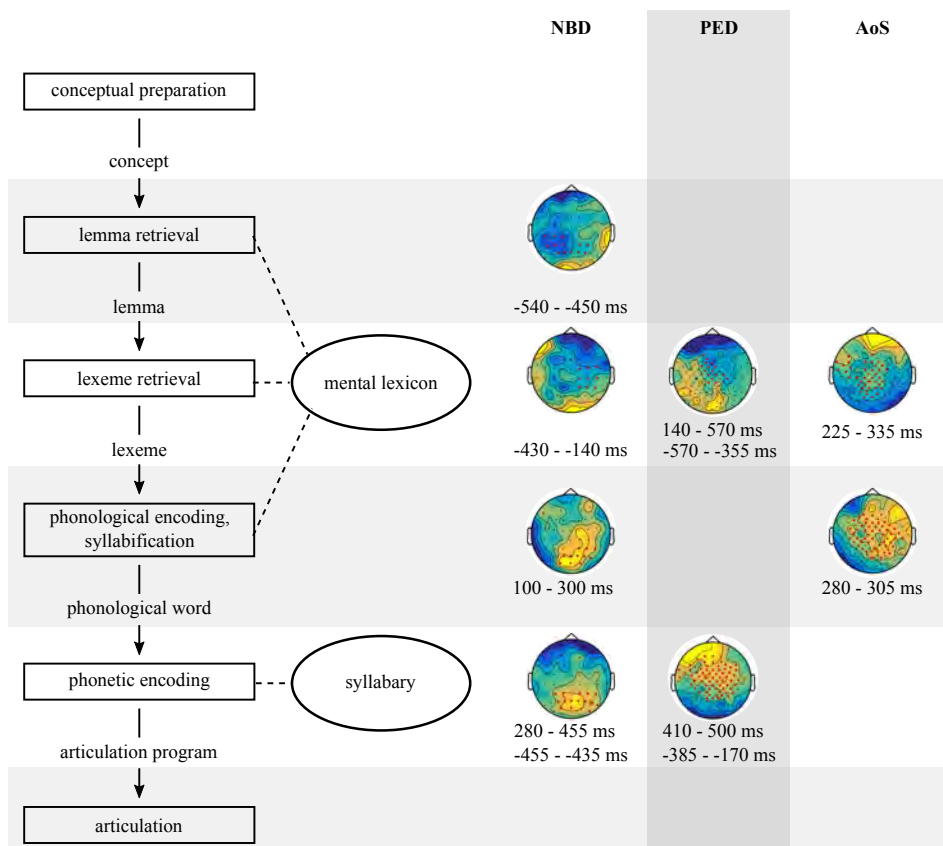 NBD PED AoS
conceptual preparation
concept
lemma retrieval
lemma
-540 - -450 ms
lexeme retrieval
mental lexicon
lexeme
-430 - -140 ms
140 - 570 ms
-570 - -355 ms
225 - 335 ms
phonological encoding,
syllabification
phonological word
100 - 300 ms
280 - 305 ms
phonetic encoding
syllabary
articulation program
280 - 455 ms
-455 - -435 ms
410 - 500 ms
-385 - -170 ms
articulation